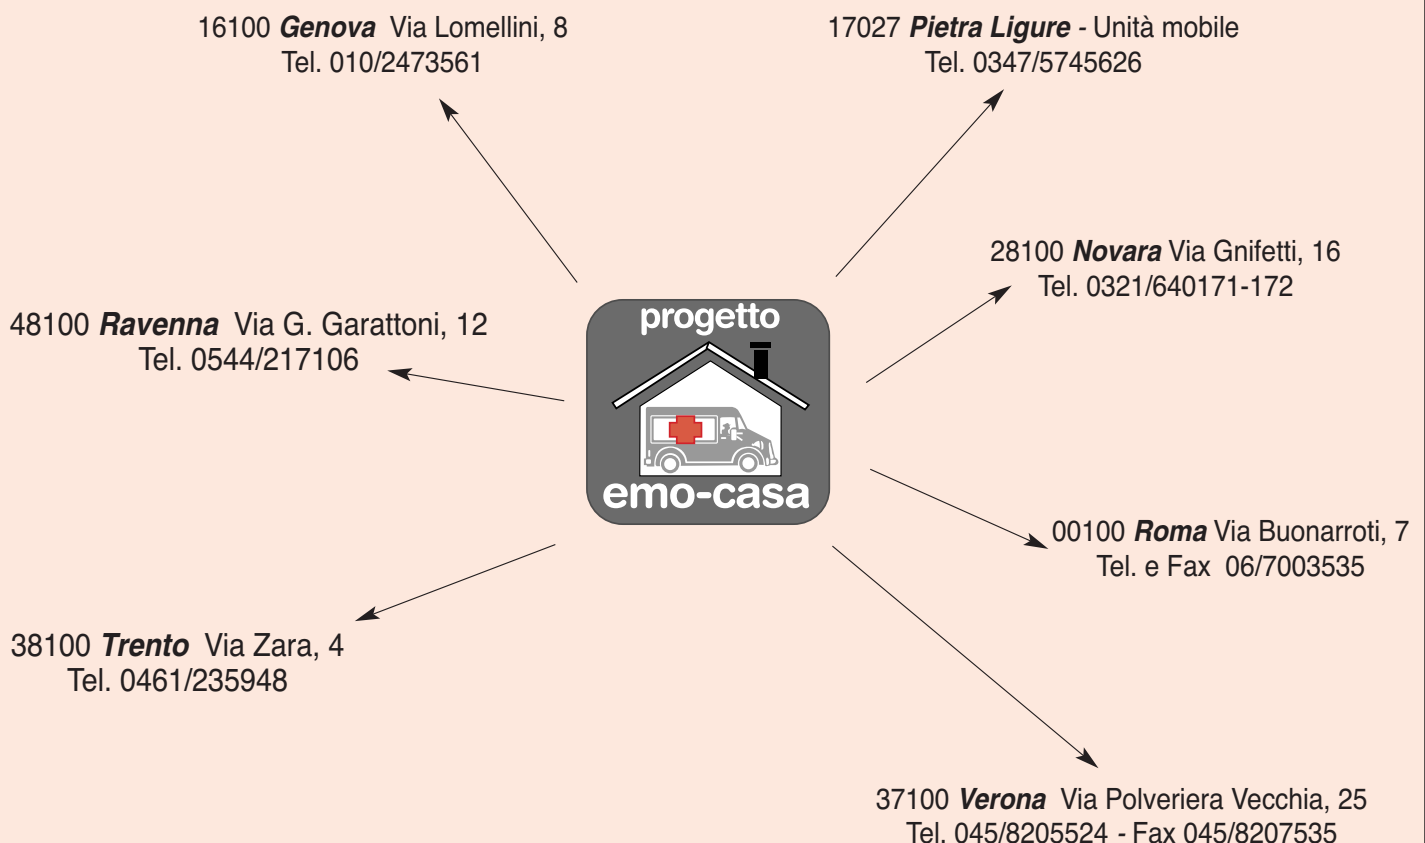 16100 Genova Via Lomellini, 8
Tel. 010/2473561
17027 Pietra Ligure - Unità mobile
Tel. 0347/5745626
28100 Novara Via Gnifetti, 16
Tel. 0321/640171-172
48100 Ravenna Via G. Garattoni, 12
Tel. 0544/217106
progetto
emo-casa
00100 Roma Via Buonarroti, 7
Tel. e Fax 06/7003535
38100 Trento Via Zara, 4
Tel. 0461/235948
37100 Verona Via Polveriera Vecchia, 25
Tel. 045/8205524 - Fax 045/8207535